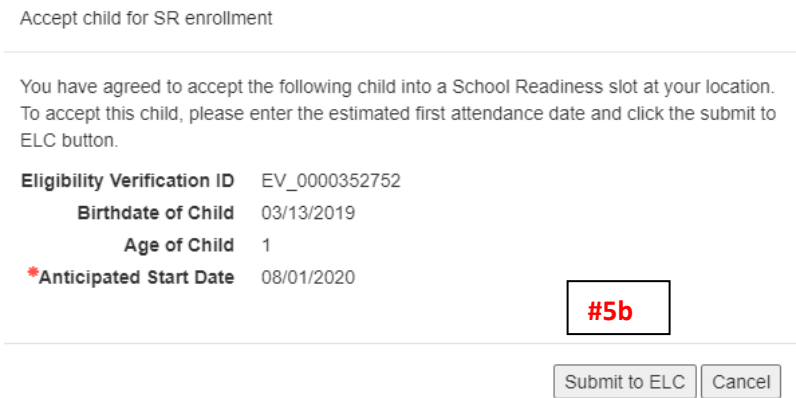 Accept child for SR enrollment
You have agreed to accept the following child into a School Readiness slot at your location.
To accept this child, please enter the estimated first attendance date and click the submit to
ELC button.
Eligibility Verification ID EV_0000352752
Birthdate of Child 03/13/2019
Age of Child 1
*Anticipated Start Date 08/01/2020
#5b
Submit to ELC Cancel